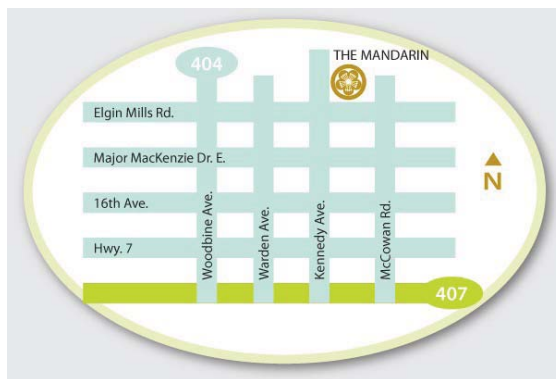 404
THE MANDARIN
Elgin Mills Rd.
Major MacKenzie Dr. E.
N
16th Ave.
Woodbine Ave.
Warden Ave.
Kennedy Ave.
McCowan Rd.
Hwy. 7
407